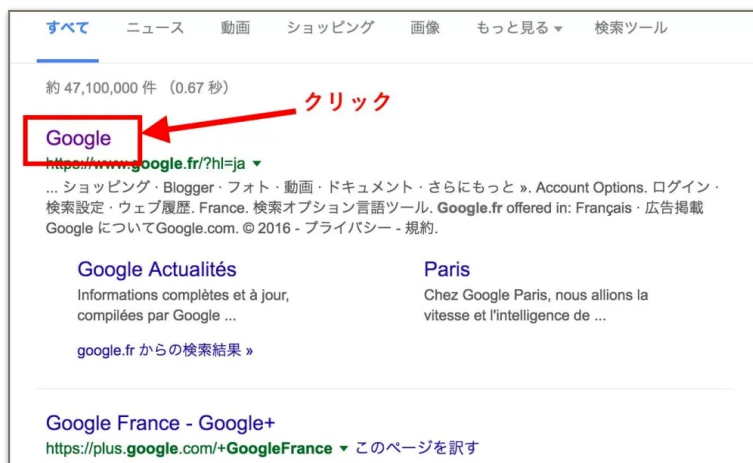 すべて ニュース 動画 ショッピング 画像 もっと見る ▾ 検索ツール
約 47,100,000 件 （0.67 秒）
クリック
Google
https://www.google.fr/?hl=ja ▾
... ショッピング · Blogger · フォト · 動画 · ドキュメント · さらにもっと ». Account Options. ログイン ·
検索設定 · ウェブ履歴. France. 検索オプション言語ツール. Google.fr offered in: Français · 広告掲載
Google についてGoogle.com. © 2016 - プライバシー - 規約.
Google Actualités Paris
Informations complètes et à jour, Chez Google Paris, nous allions la
compilées par Google ... vitesse et l'intelligence de ...
google.fr からの検索結果 »
Google France - Google+
https://plus.google.com/+GoogleFrance ▾ このページを訳す